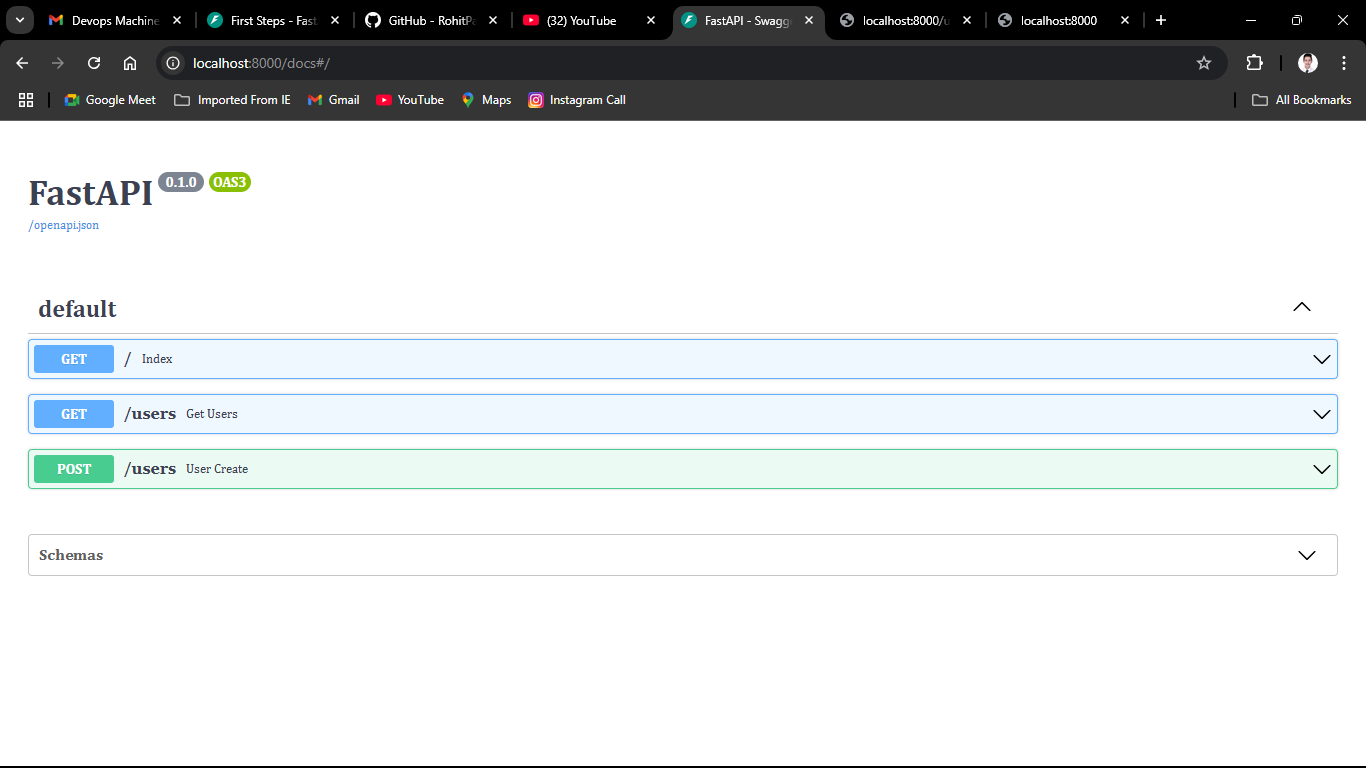 Devops Machine
First Steps - Fast
GitHub - RohitPa
(32) YouTube
FastAPI - Swagge
localhost:8000/u
localhost:8000
localhost:8000/docs#/
Google Meet
Imported From IE
Gmail
YouTube
Maps
Instagram Call
All Bookmarks
FastAPI 0.1.0 OAS3
/openapi.json
default
GET / Index
GET /users Get Users
POST /users User Create
Schemas